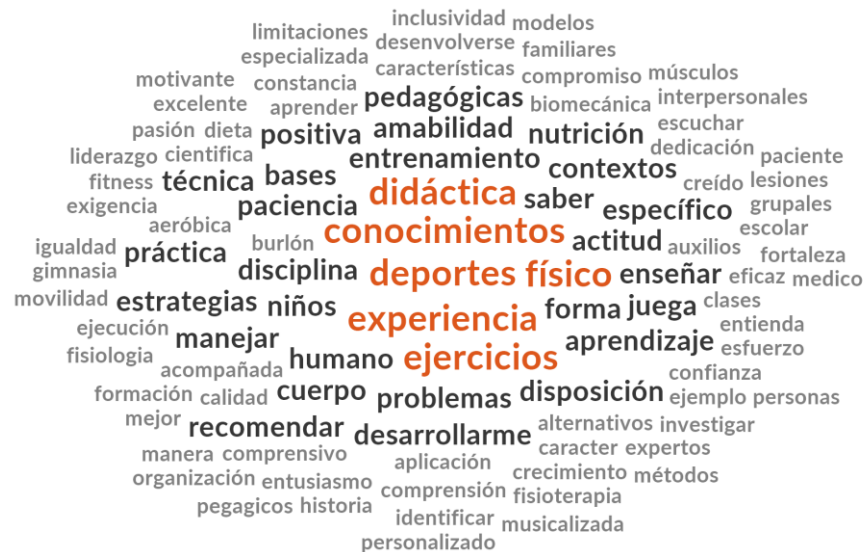 inclusividad modelos
limitaciones desenvolverse familiares
especializada características compromiso músculos
motivante constancia pedagógicas biomecánica interpersonales
excelente aprender amabilidad nutrición escuchar
pasión dieta positiva entrenamiento contextos dedicación
liderazgo cientifica bases didáctica saber creído paciente
fitness técnica paciencia específico lesiones
exigencia conocimientos actitud grupales
aeróbica burlón auxilios escolar
igualdad práctica disciplina deportes físico enseñar fortaleza
gimnasia eficaz medico
movilidad estrategias niños experiencia forma juega clases
ejecución manejar aprendizaje entienda
fisiologia humano ejercicios esfuerzo
acompañada confianza
formación calidad cuerpo problemas disposición ejemplo personas
mejor recomendar desarrollarme alternativos investigar
manera comprensivo caracter expertos
organización entusiasmo aplicación crecimiento métodos
pegagicos historia comprensión fisioterapia
identificar musicalizada
personalizado